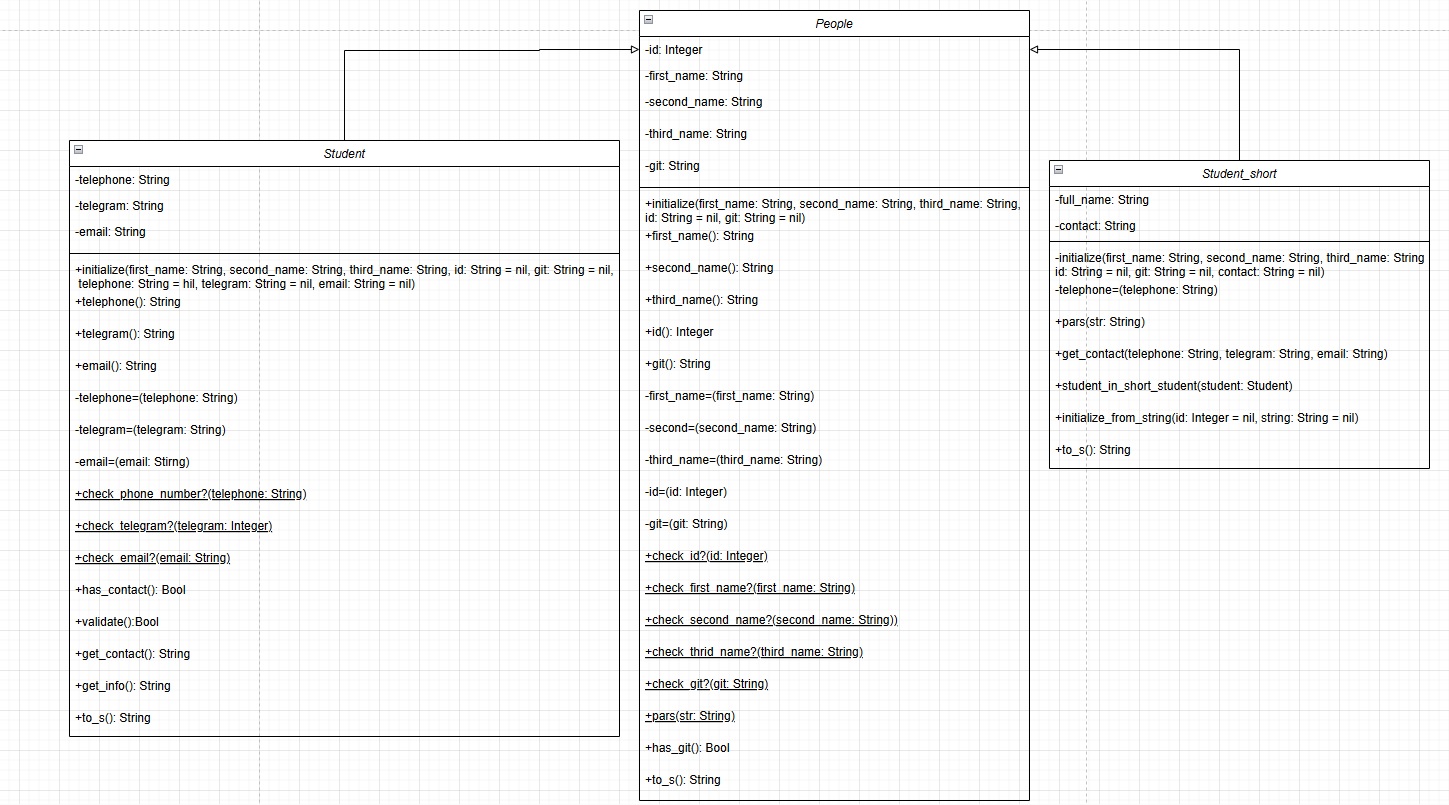 People
-id: Integer
-first_name: String
-second_name: String
-third_name: String
-git: String
+initialize(first_name: String, second_name: String, third_name: String,
id: String = nil, git: String = nil)
+first_name(): String
+second_name(): String
+third_name(): String
+id(): Integer
+git(): String
-first_name=(first_name: String)
-second=(second_name: String)
-third_name=(third_name: String)
-id=(id: Integer)
-git=(git: String)
+check_id?(id: Integer)
+check_first_name?(first_name: String)
+check_second_name?(second_name: String))
+check_thrid_name?(third_name: String)
+check_git?(git: String)
+pars(str: String)
+has_git(): Bool
+to_s(): String
Student
-telephone: String
-telegram: String
-email: String
+initialize(first_name: String, second_name: String, third_name: String, id: String = nil, git: String = nil,
telephone: String = hil, telegram: String = nil, email: String = nil)
+telephone(): String
+telegram(): String
+email(): String
-telephone=(telephone: String)
-telegram=(telegram: String)
-email=(email: Stirng)
+check_phone_number?(telephone: String)
+check_telegram?(telegram: Integer)
+check_email?(email: String)
+has_contact(): Bool
+validate():Bool
+get_contact(): String
+get_info(): String
+to_s(): String
Student_short
-full_name: String
-contact: String
-initialize(first_name: String, second_name: String, third_name: String
id: String = nil, git: String = nil, contact: String = nil)
-telephone=(telephone: String)
+pars(str: String)
+get_contact(telephone: String, telegram: String, email: String)
+student_in_short_student(student: Student)
+initialize_from_string(id: Integer = nil, string: String = nil)
+to_s(): String